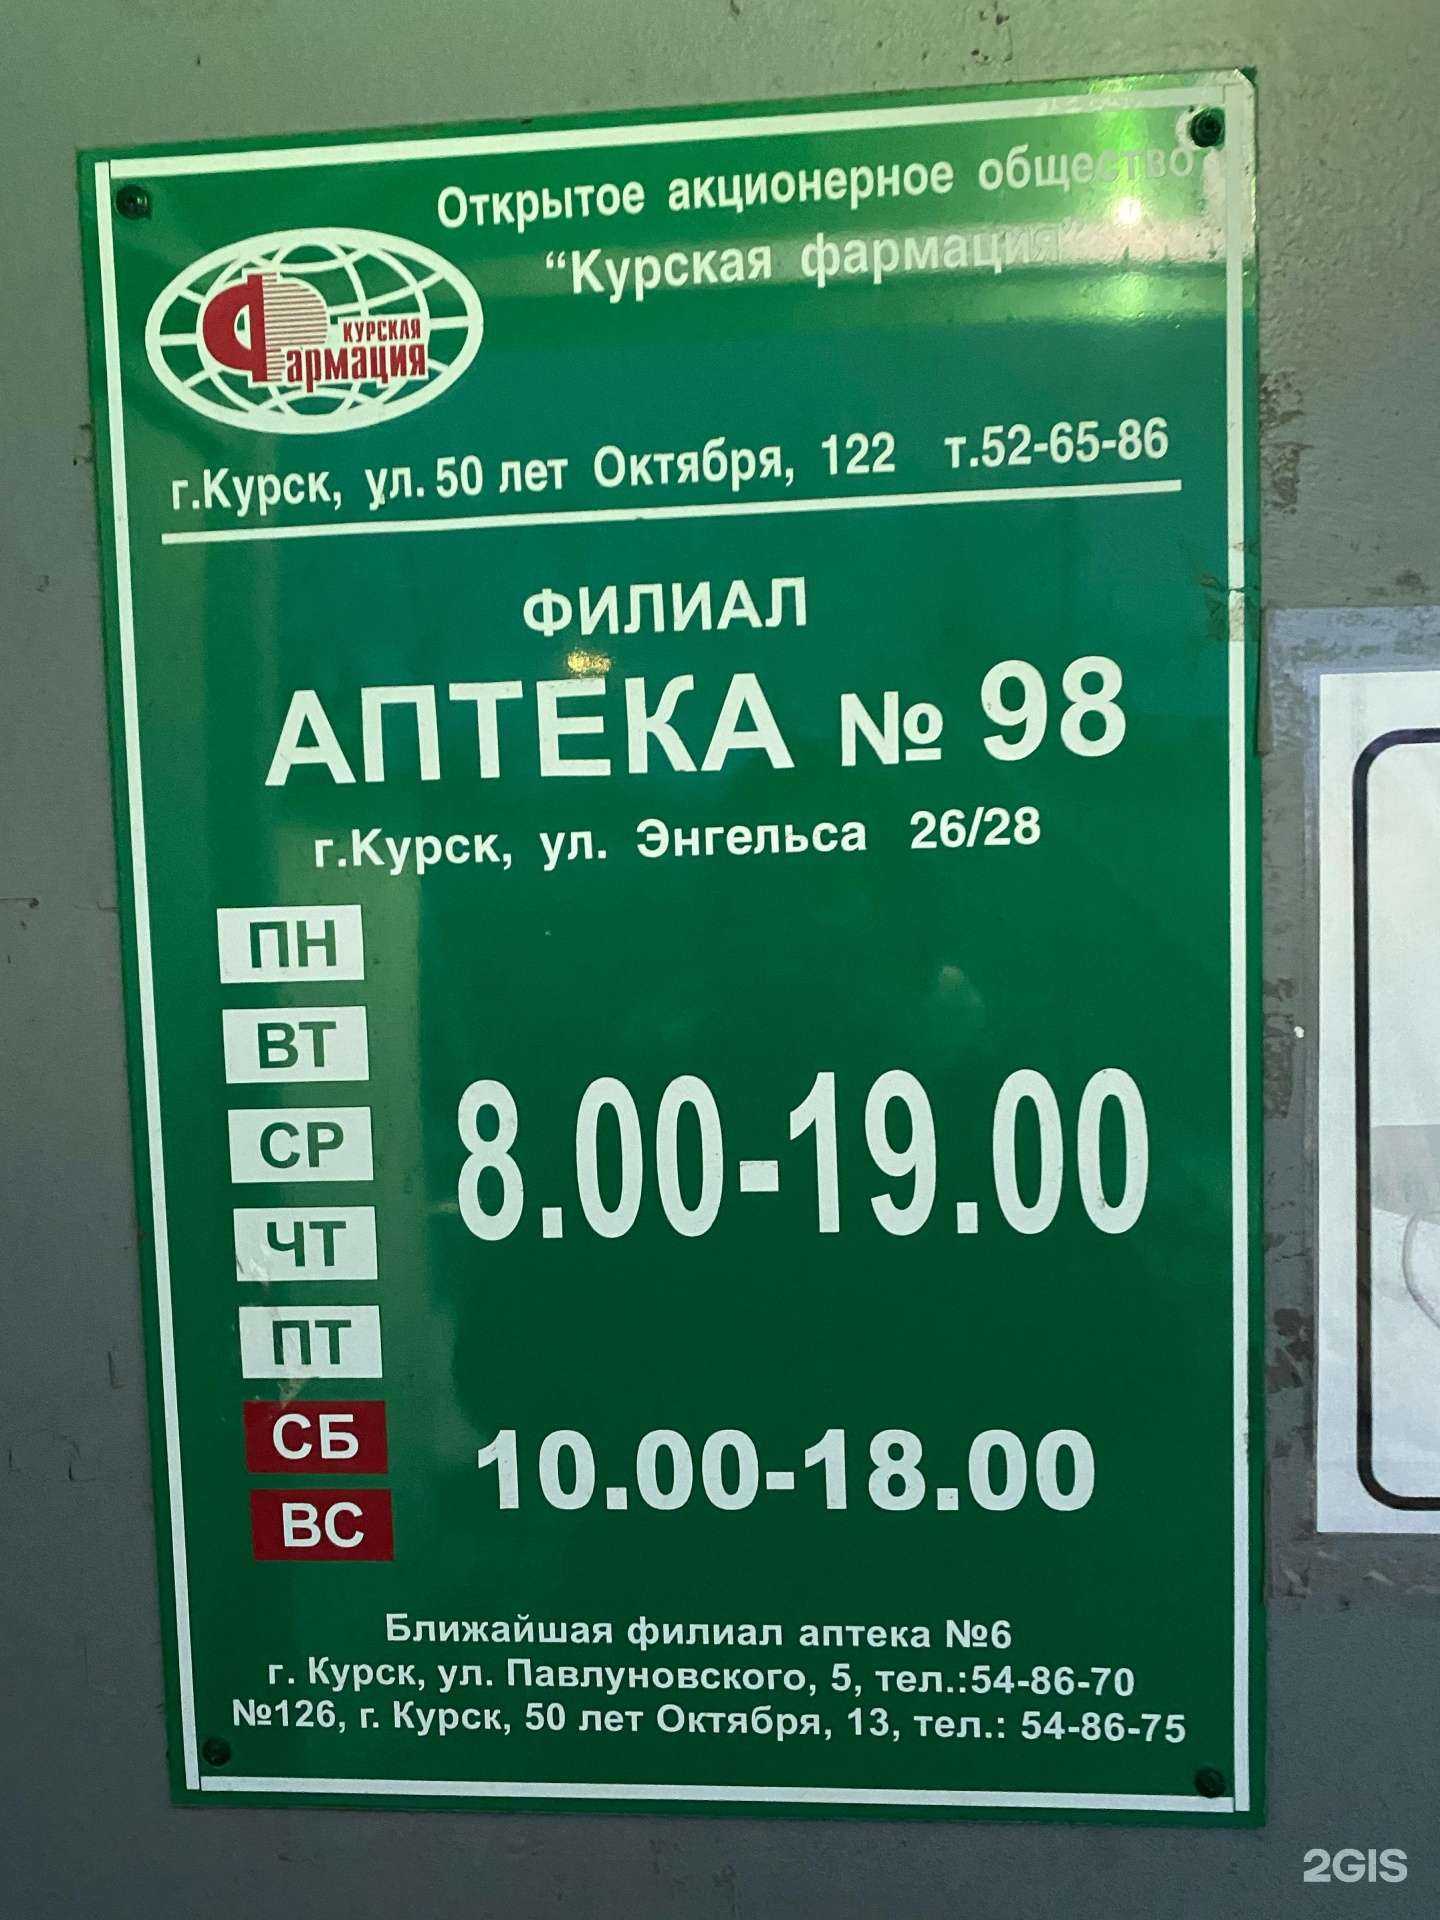 Открытое акционерное общество
“Курская фармация”
КУРСКАЯ
Фармация
г.Курск, ул.50 лет Октября, 122 т.52-65-86
ФИЛИАЛ
АПТЕКА № 98
г.Курск, ул. Энгельса 26/28
ПН
ВТ
СР
ЧТ
ПТ
8.00-19.00
СБ
ВС
10.00-18.00
Ближайшая филиал аптека №6
г. Курск, ул. Павлуновского, 5, тел.:54-86-70
№126, г. Курск, 50 лет Октября, 13, тел.: 54-86-75
2GIS